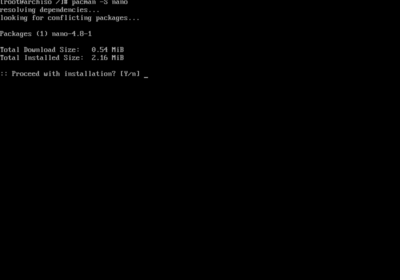 [root@archiso /]# pacman -S nano
resolving dependencies...
looking for conflicting packages...
Packages (1) nano-4.0-1
Total Download Size: 0.54 MiB
Total Installed Size: 2.16 MiB
:: Proceed with installation? [Y/n] _